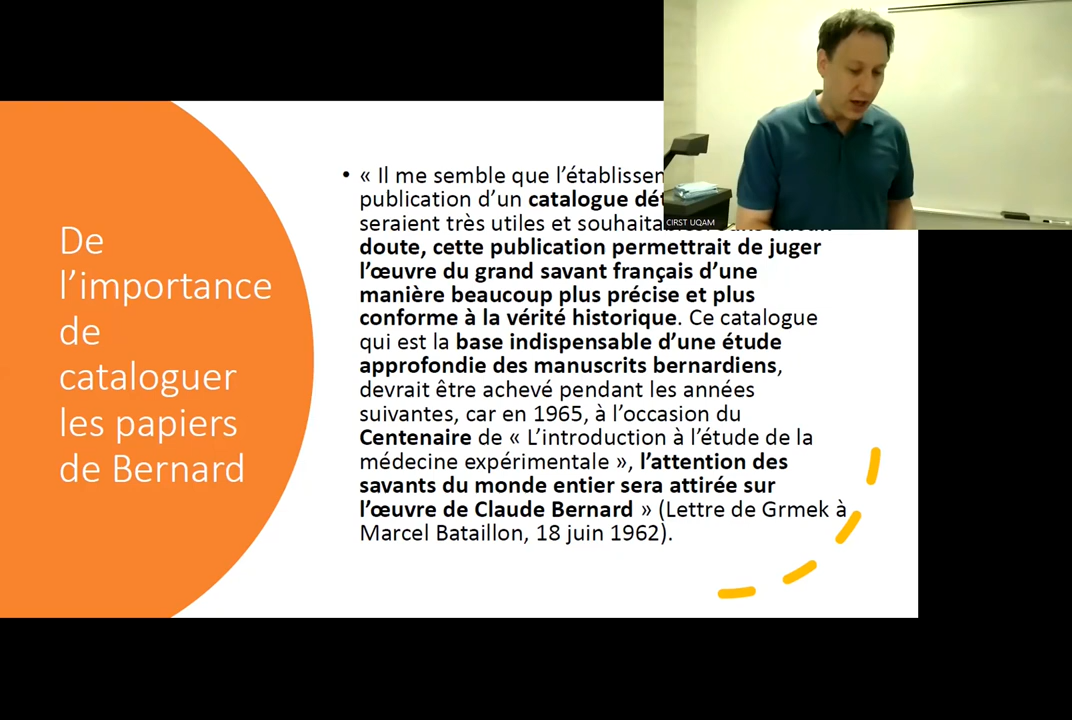 De
l’importance
de
cataloguer
les papiers
de Bernard
• « Il me semble que l’établissem
publication d’un catalogue dét
seraient très utiles et souhaitab
doute, cette publication permettrait de juger
l’œuvre du grand savant français d’une
manière beaucoup plus précise et plus
conforme à la vérité historique. Ce catalogue
qui est la base indispensable d’une étude
approfondie des manuscrits bernardiens,
devrait être achevé pendant les années
suivantes, car en 1965, à l’occasion du
Centenaire de « L’introduction à l’étude de la
médecine expérimentale », l’attention des
savants du monde entier sera attirée sur
l’œuvre de Claude Bernard » (Lettre de Grmek à
Marcel Bataillon, 18 juin 1962).
CIRST UQAM